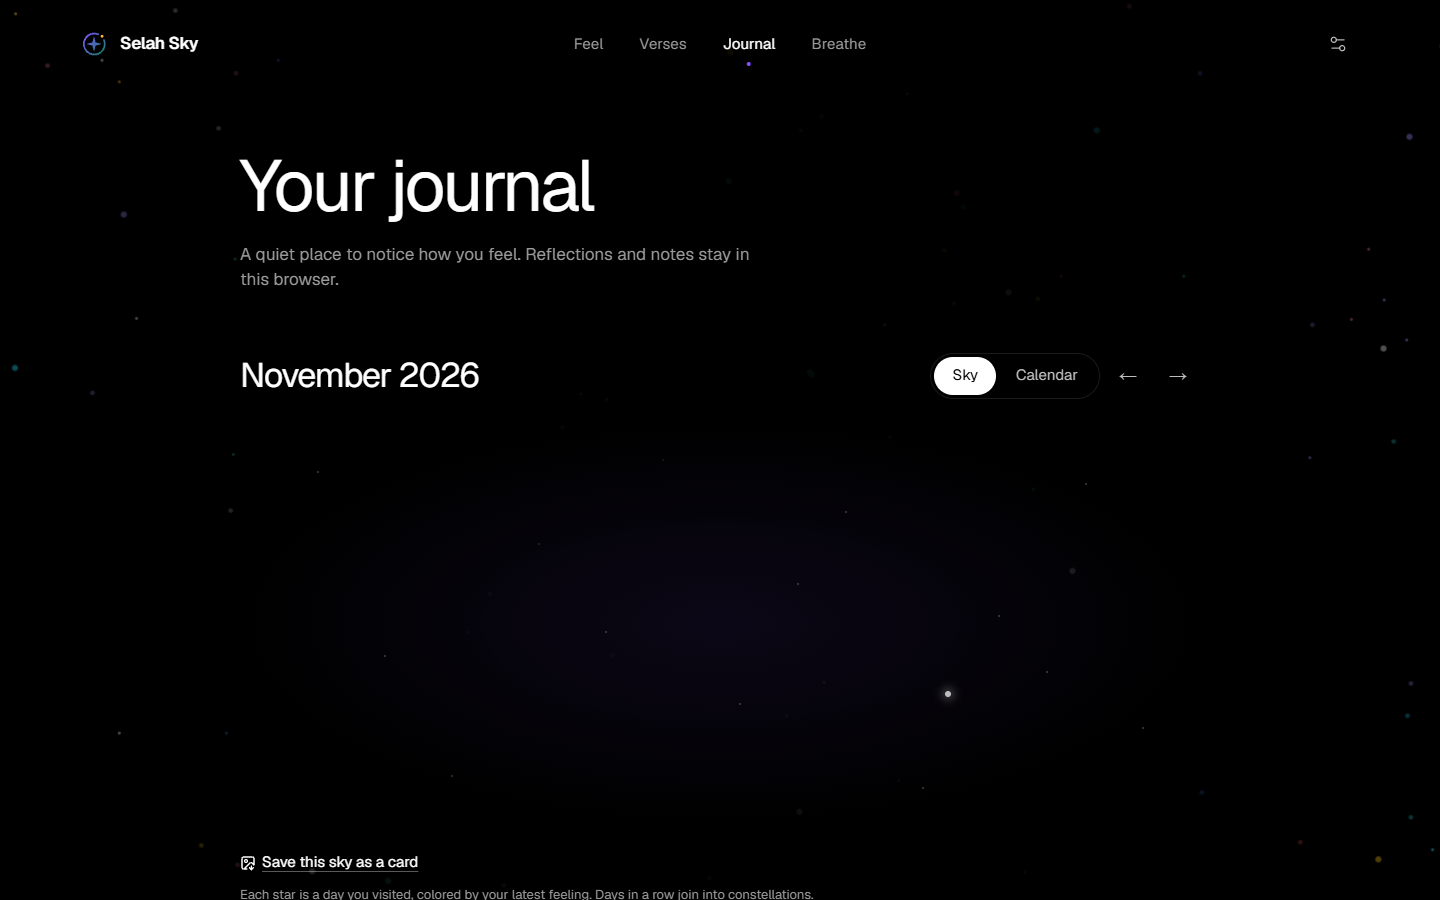 Selah Sky
Feel
Verses
Journal
Breathe
Your journal
A quiet place to notice how you feel. Reflections and notes stay in
this browser.
November 2026
Sky
Calendar
←
→
Save this sky as a card
Each star is a day you visited, colored by your latest feeling. Days in a row join into constellations.